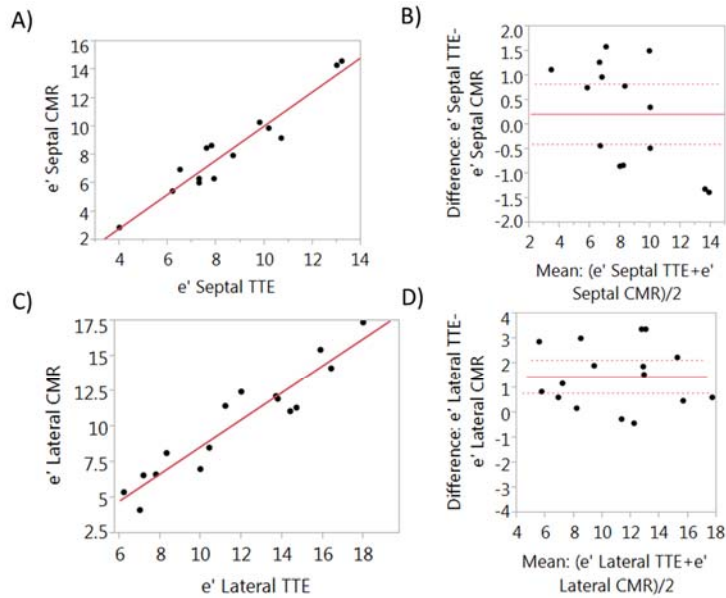 A)
e' Septal CMR
16
14
12
10
8
6
4
2
4 6 8 10 12 14
e' Septal TTE
B)
Difference: e' Septal TTE-
e' Septal CMR
2.0
1.5
1.0
0.5
0.0
-0.5
-1.0
-1.5
-2.0
2 4 6 8 10 12 14
Mean: (e' Septal TTE+e'
Septal CMR)/2
C)
e' Lateral CMR
17.5
12.5
7.5
5
2.5
6 8 10 12 14 16 18
e' Lateral TTE
D)
Difference: e' Lateral TTE-
e' Lateral CMR
4
3
2
1
0
-1
-2
-3
-4
4 6 8 10 12 14 16 18
Mean: (e' Lateral TTE+e'
Lateral CMR)/2